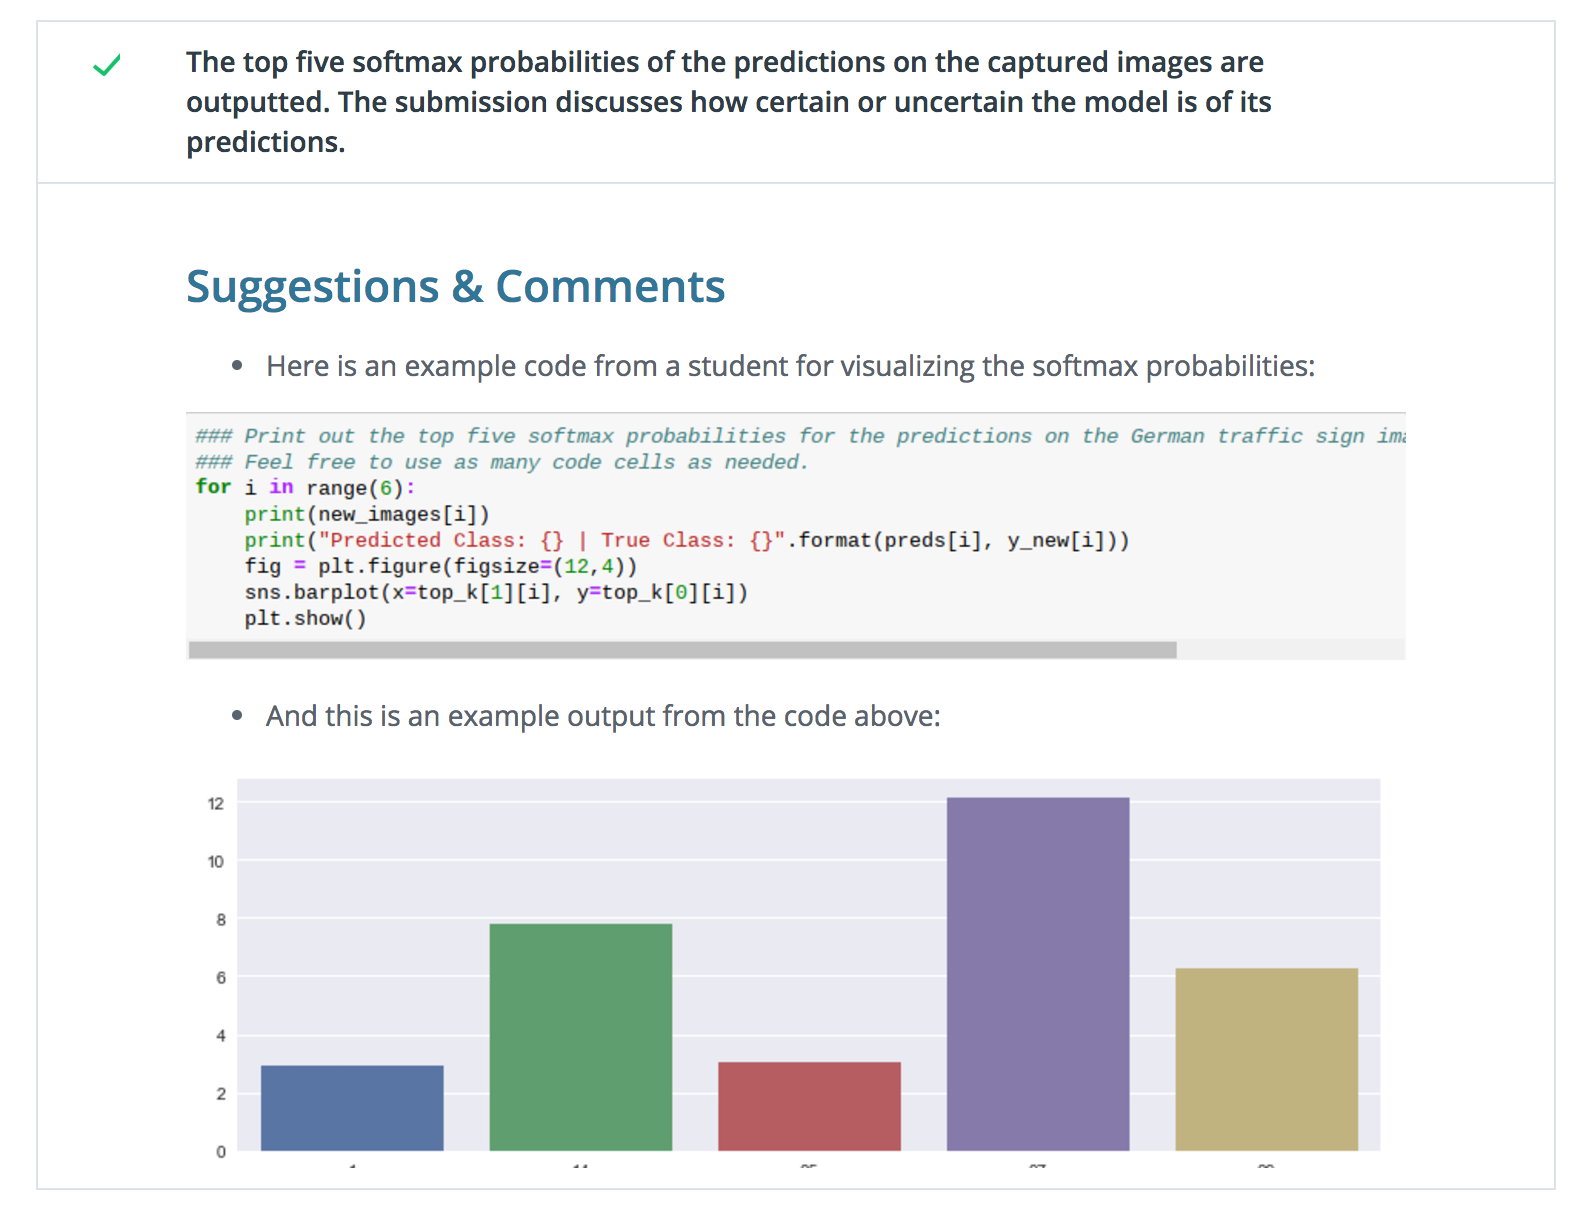 The top five softmax probabilities of the predictions on the captured images are
outputted. The submission discusses how certain or uncertain the model is of its
predictions.
Suggestions & Comments
• Here is an example code from a student for visualizing the softmax probabilities:
### Print out the top five softmax probabilities for the predictions on the German traffic sign
### Feel free to use as many code cells as needed.
for i in range(6):
    print(new_images[i])
    print("Predicted Class: {} | True Class: {}".format(preds[i], y_new[i]))
    fig = plt.figure(figsize=(12,4))
    sns.barplot(x=top_k[1][i], y=top_k[0][i])
    plt.show()
• And this is an example output from the code above:
12
10
8
6
4
2
0